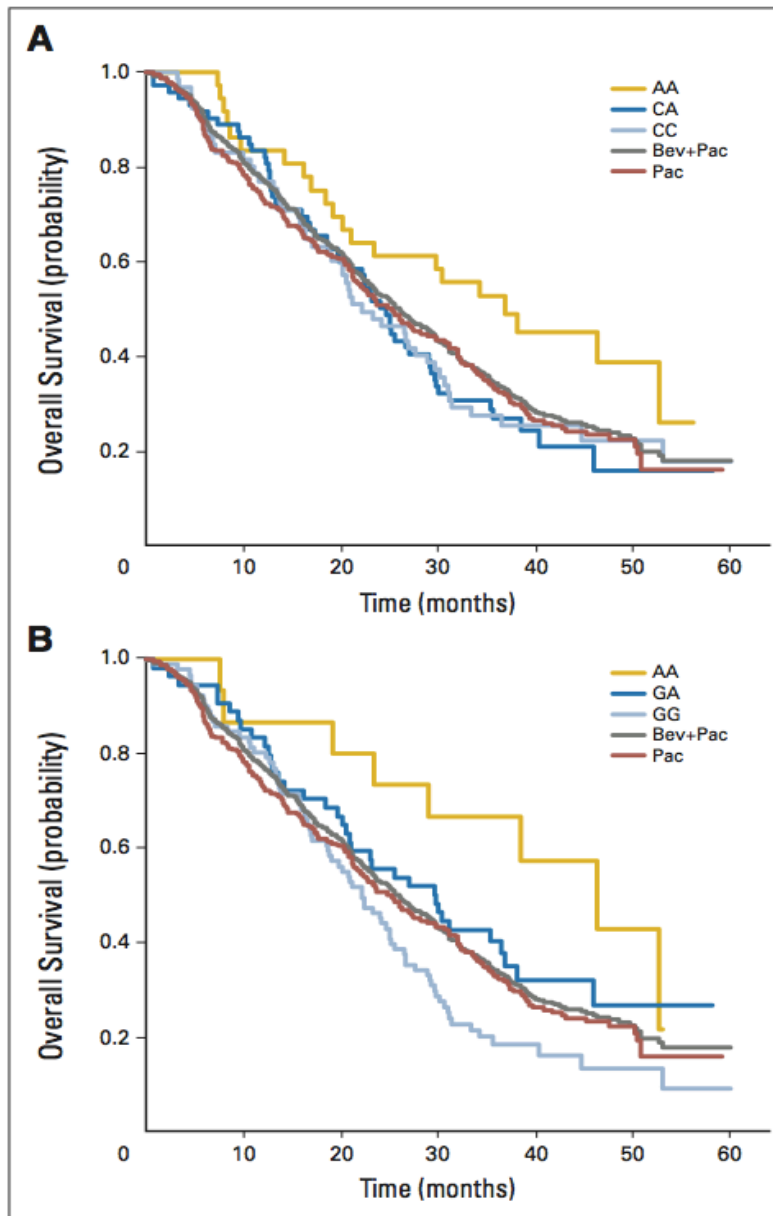 A
1.0
0.8
0.6
0.4
0.2
0
10
20
30
40
50
60
Overall Survival (probability)
Time (months)
AA
CA
CC
Bev+Pac
Pac
B
1.0
0.8
0.6
0.4
0.2
0
10
20
30
40
50
60
Overall Survival (probability)
Time (months)
AA
GA
GG
Bev+Pac
Pac